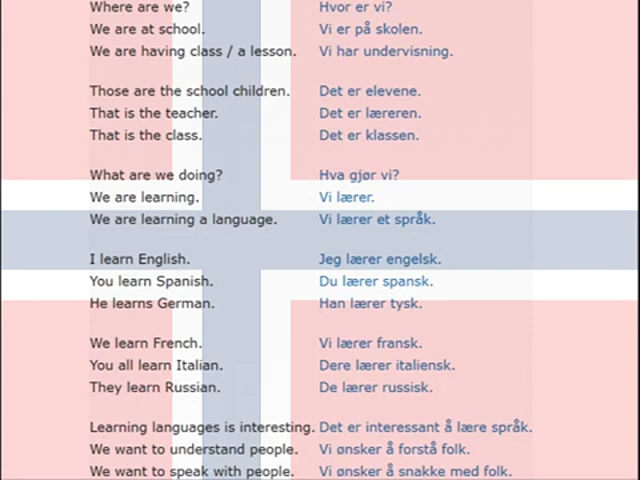 Where are we? Hvor er vi?
We are at school. Vi er på skolen.
We are having class / a lesson. Vi har undervisning.
Those are the school children. Det er elevene.
That is the teacher. Det er læreren.
That is the class. Det er klassen.
What are we doing? Hva gjør vi?
We are learning. Vi lærer.
We are learning a language. Vi lærer et språk.
I learn English. Jeg lærer engelsk.
You learn Spanish. Du lærer spansk.
He learns German. Han lærer tysk.
We learn French. Vi lærer fransk.
You all learn Italian. Dere lærer italiensk.
They learn Russian. De lærer russisk.
Learning languages is interesting. Det er interessant å lære språk.
We want to understand people. Vi ønsker å forstå folk.
We want to speak with people. Vi ønsker å snakke med folk.